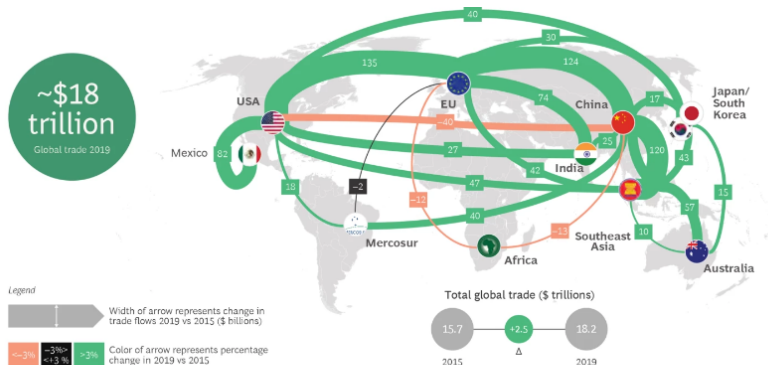 ~$18
trillion
Global trade 2019
40
30
135
124
USA
EU
China
Japan/
South
Korea
74
17
-40
Mexico
82
27
25
India
120
43
42
18
-2
47
-12
40
57
15
Mercosur
-13
Southeast
Asia
10
Africa
Australia
Legend
Width of arrow represents change in
trade flows 2019 vs 2015 ($ billions)
<-3%
-3%>
<+3 %
>3%
Color of arrow represents percentage
change in 2019 vs 2015
Total global trade ($ trillions)
15.7
+2.5
18.2
2015
Δ
2019